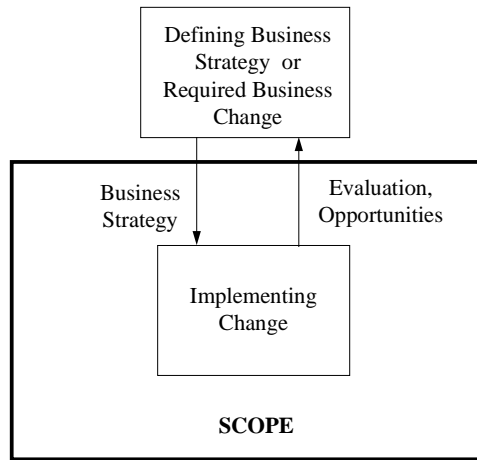 Defining Business
Strategy or
Required Business
Change
Business
Strategy
Evaluation,
Opportunities
Implementing
Change
SCOPE